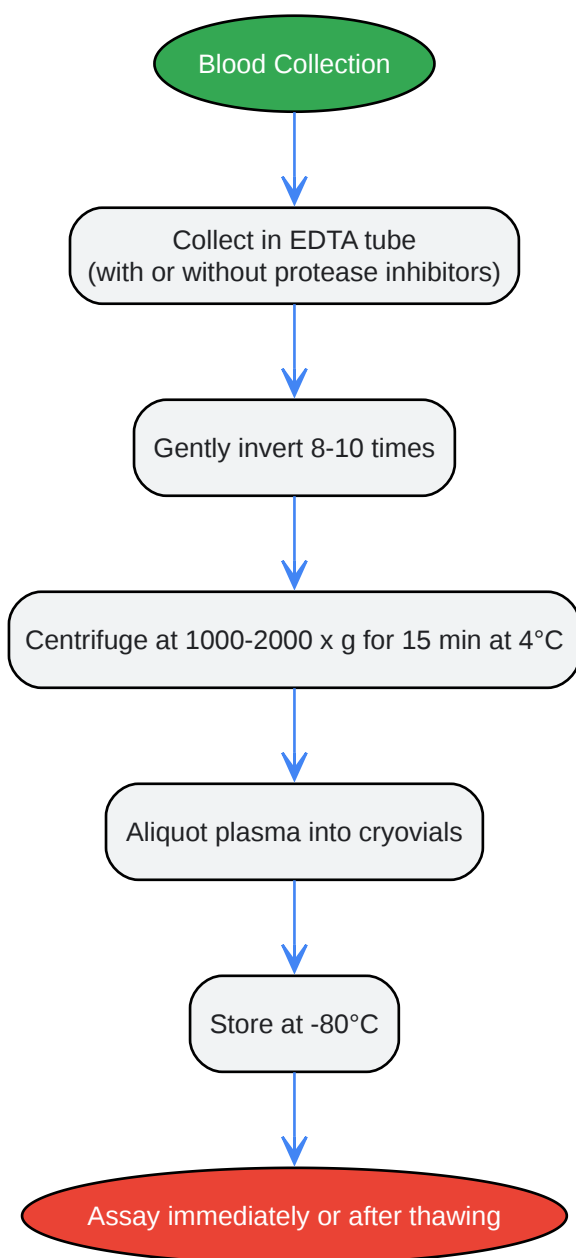 Blood Collection
Collect in EDTA tube
(with or without protease inhibitors)
Gently invert 8-10 times
Centrifuge at 1000-2000 x g for 15 min at 4°C
Aliquot plasma into cryovials
Store at -80°C
Assay immediately or after thawing